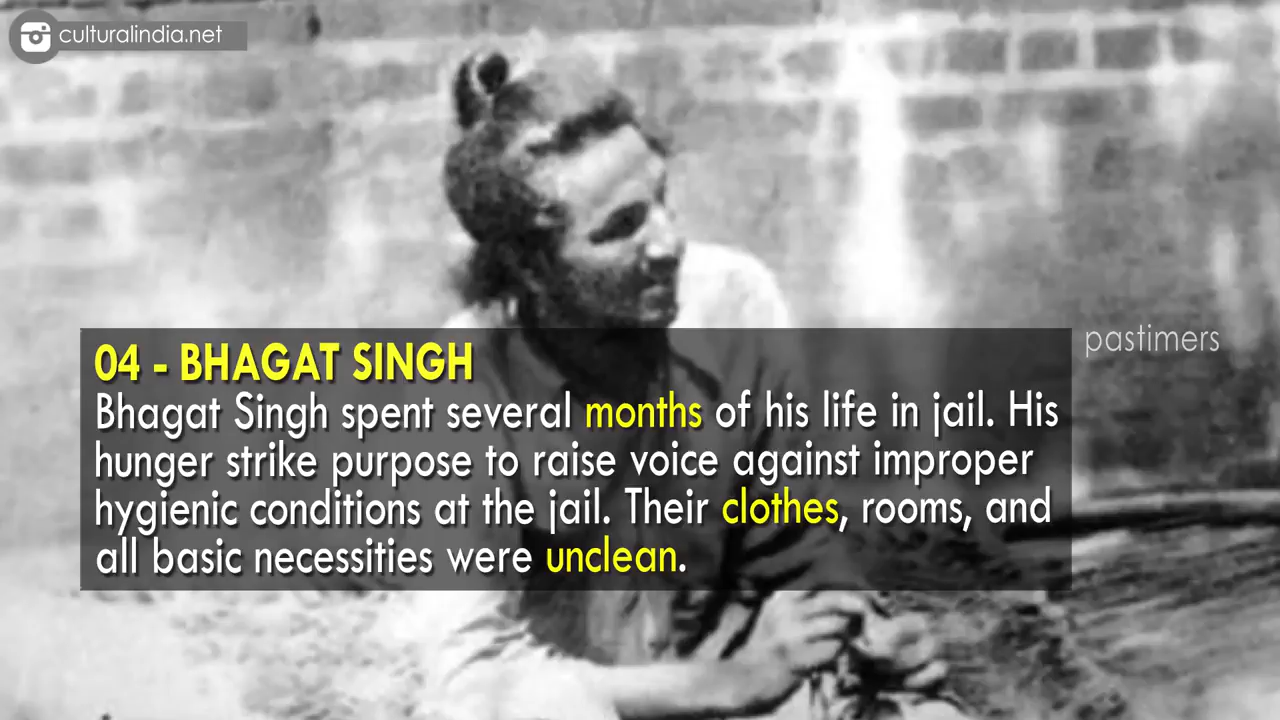 culturalindia.net
pastimers
04 - BHAGAT SINGH
Bhagat Singh spent several months of his life in jail. His
hunger strike purpose to raise voice against improper
hygienic conditions at the jail. Their clothes, rooms, and
all basic necessities were unclean.